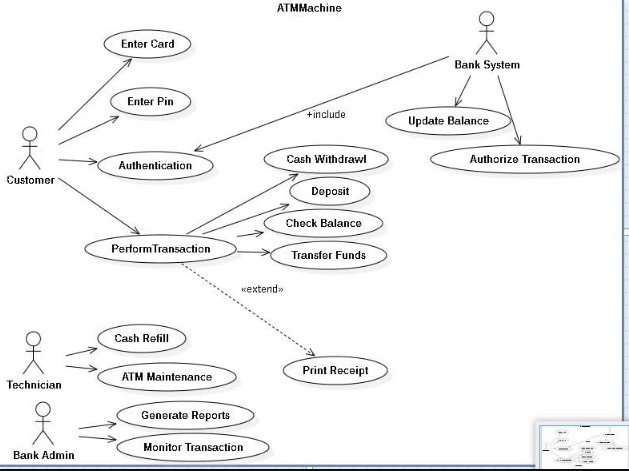 ATMMachine
Enter Card
Bank System
Enter Pin
+include
Update Balance
Customer
Authentication
Cash Withdrawl
Authorize Transaction
Deposit
Check Balance
PerformTransaction
Transfer Funds
«extend»
Cash Refill
Print Receipt
Technician
ATM Maintenance
Generate Reports
Bank Admin
Monitor Transaction